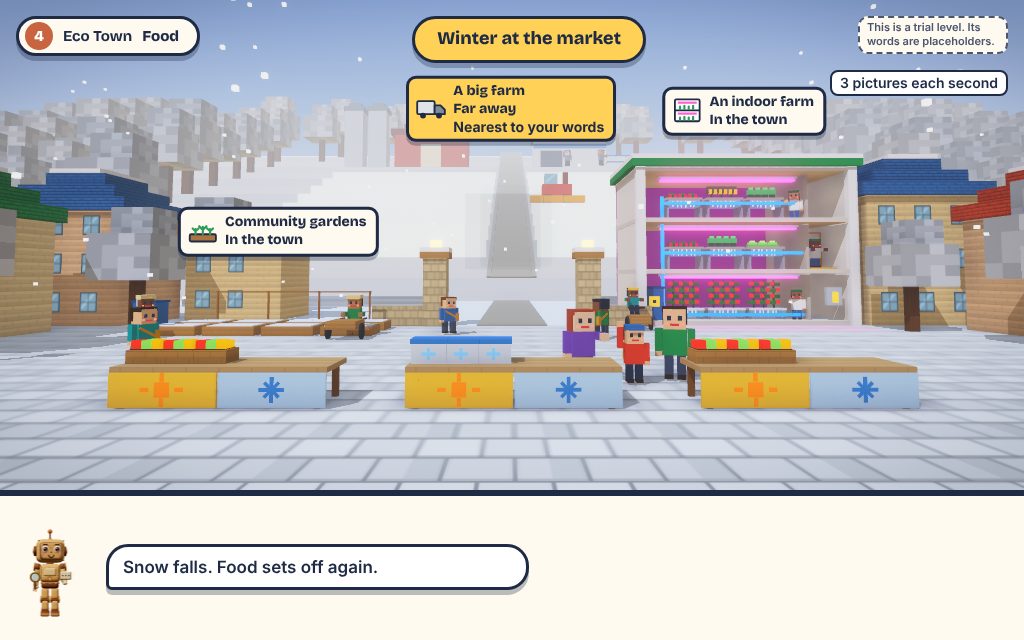 4 Eco Town Food
Winter at the market
This is a trial level. Its
words are placeholders.
3 pictures each second
A big farm
Far away
Nearest to your words
An indoor farm
In the town
Community gardens
In the town
Snow falls. Food sets off again.